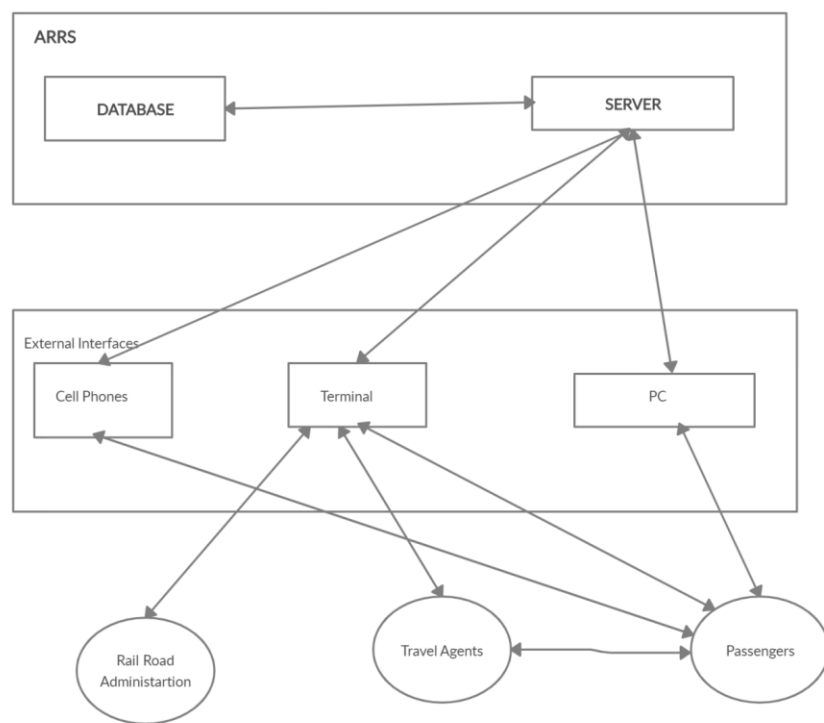 ARRS
DATABASE
SERVER
External Interfaces
Cell Phones
Terminal
PC
Rail Road
Administartion
Travel Agents
Passengers